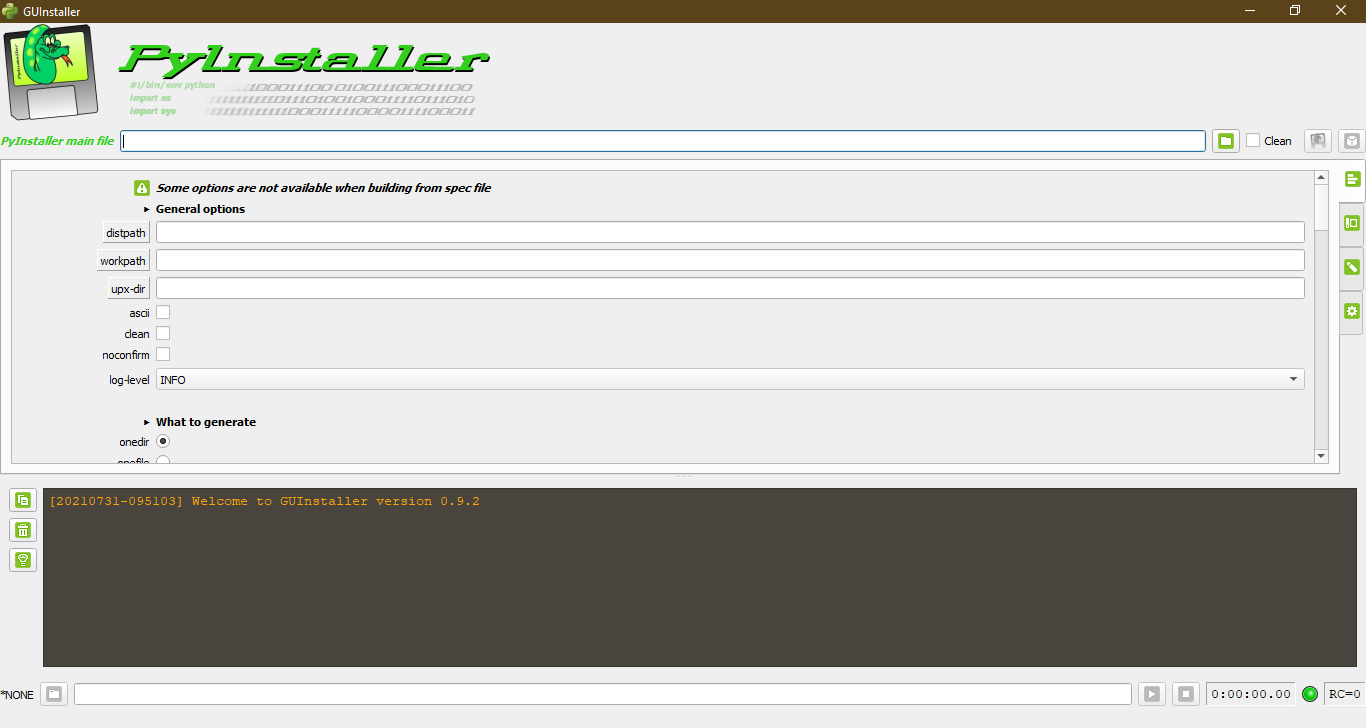 GUInstaller
PyInstaller
#!/bin/env python
import os
import sys
PyInstaller main file
Clean
Some options are not available when building from spec file
General options
distpath
workpath
upx-dir
ascii
clean
noconfirm
log-level INFO
What to generate
onedir
onefile
[20210731-095103] Welcome to GUInstaller version 0.9.2
*NONE
0:00:00.00
RC=0